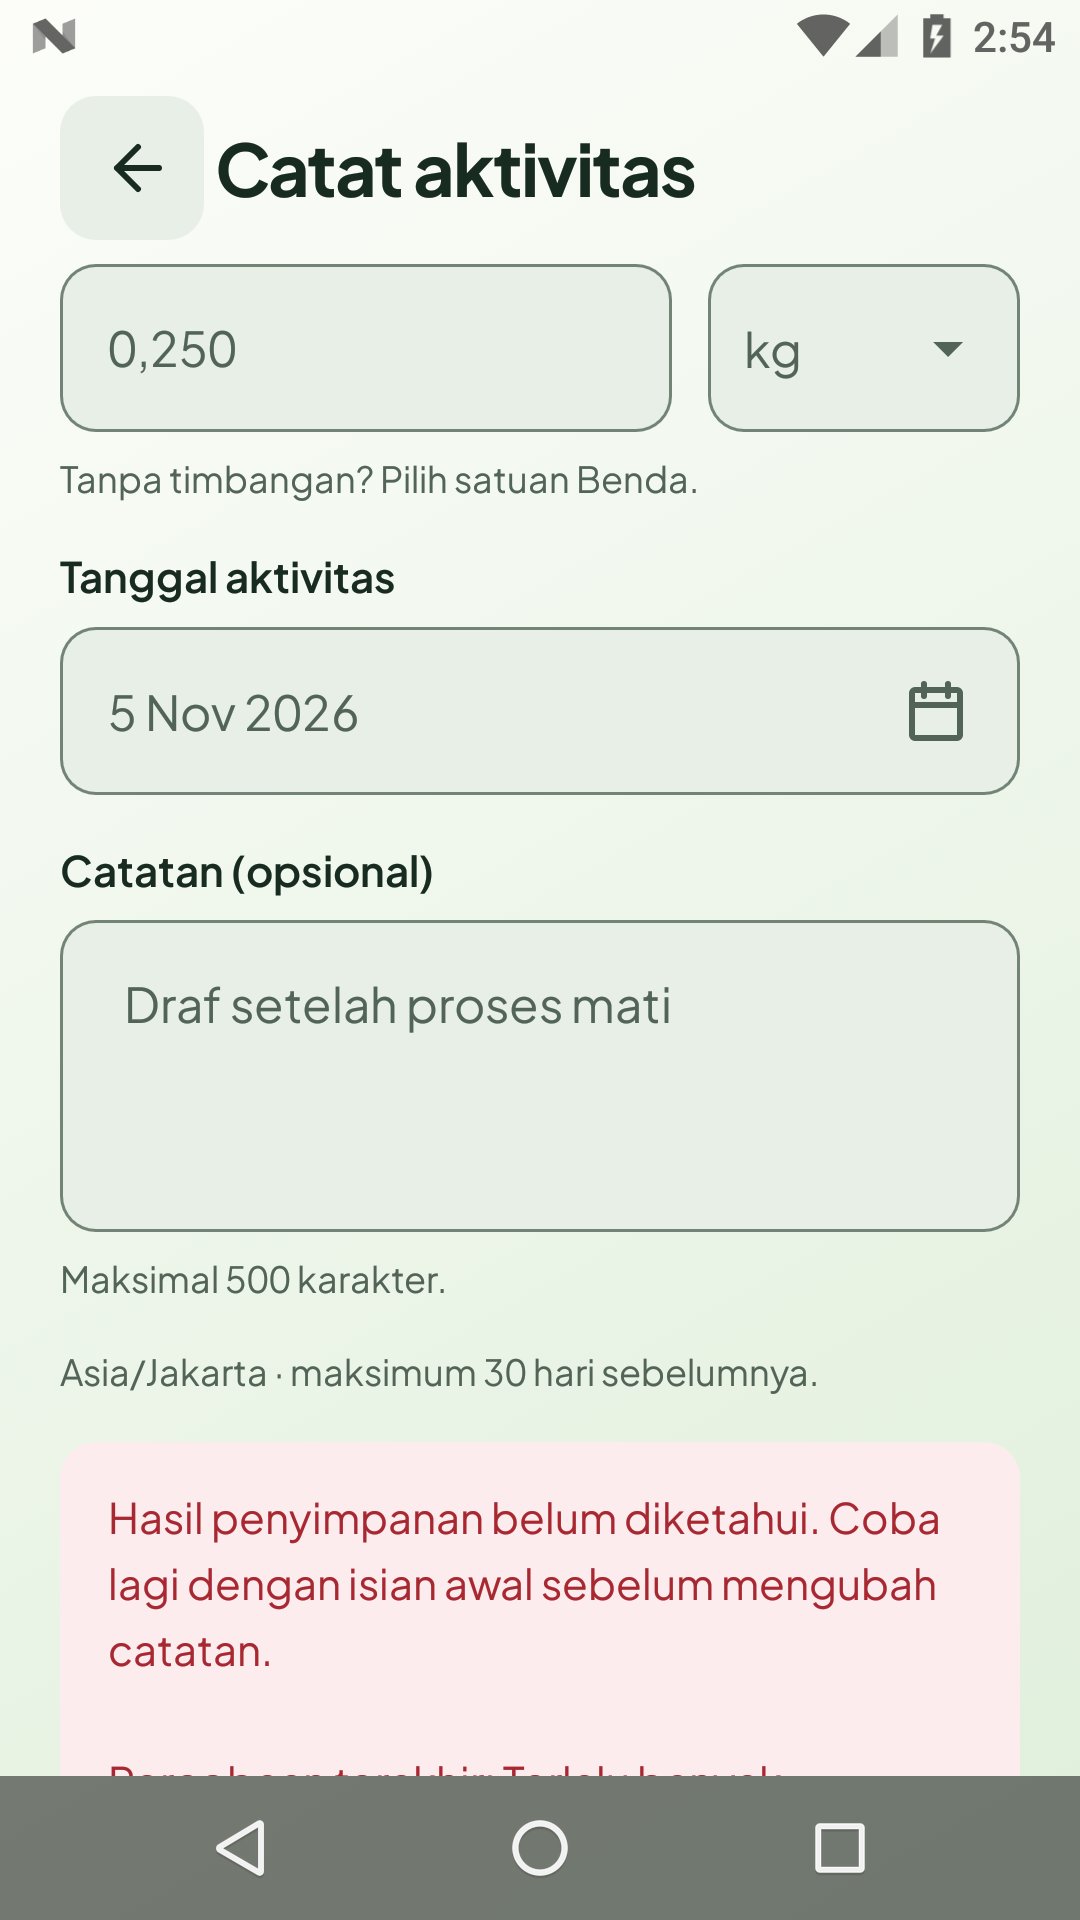 2:54
Catat aktivitas
0,250
kg
Tanpa timbangan? Pilih satuan Benda.
Tanggal aktivitas
5 Nov 2026
Catatan (opsional)
Draf setelah proses mati
Maksimal 500 karakter.
Asia/Jakarta · maksimum 30 hari sebelumnya.
Hasil penyimpanan belum diketahui. Coba
lagi dengan isian awal sebelum mengubah
catatan.